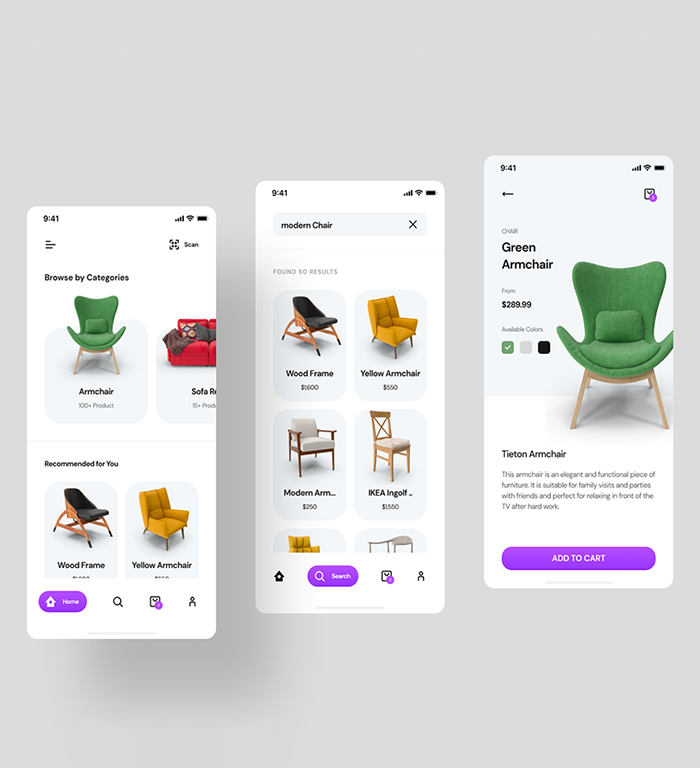 9:41
Scan
Browse by Categories
Armchair
100+ Product
Sofa Re
15+ Produ
Recommended for You
Wood Frame
Yellow Armchair
Home
1
9:41
modern Chair
FOUND 50 RESULTS
Wood Frame
$1,600
Yellow Armchair
$550
Modern Arm...
$250
IKEA Ingolf ..
$1,550
Search
1
9:41
1
CHAIR
Green
Armchair
From
$289.99
Available Colors
Tieton Armchair
This armchair is an elegant and functional piece of
furniture. It is suitable for family visits and parties
with friends and perfect for relaxing in front of the
TV after hard work.
ADD TO CART